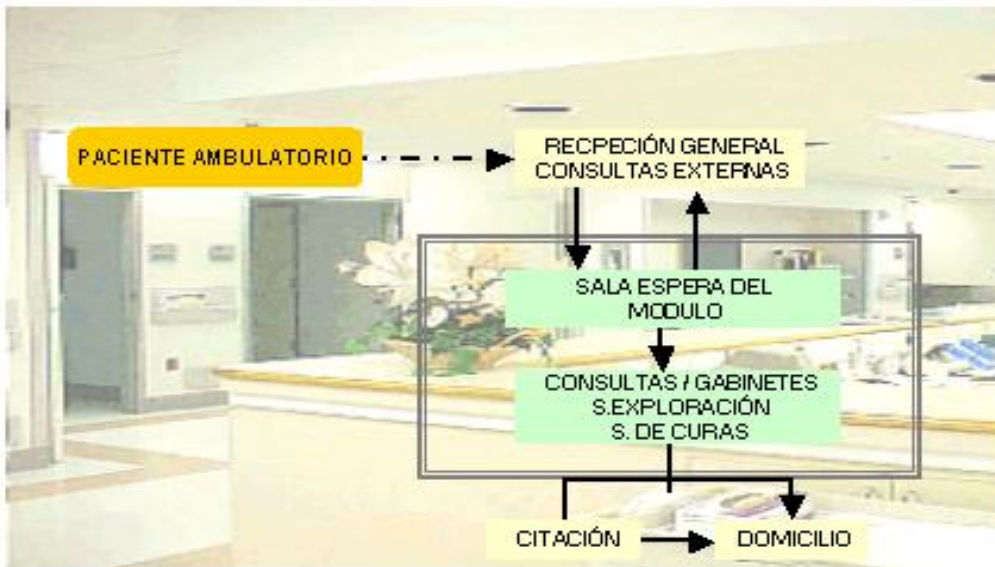 PACIENTE AMBULATORIO
RECPECIÓN GENERAL
CONSULTAS EXTERNAS
SALA ESPERA DEL
MODULO
CONSULTAS / GABINETES
S.EXPLORACIÓN
S. DE CURAS
CITACIÓN
DOMICILIO